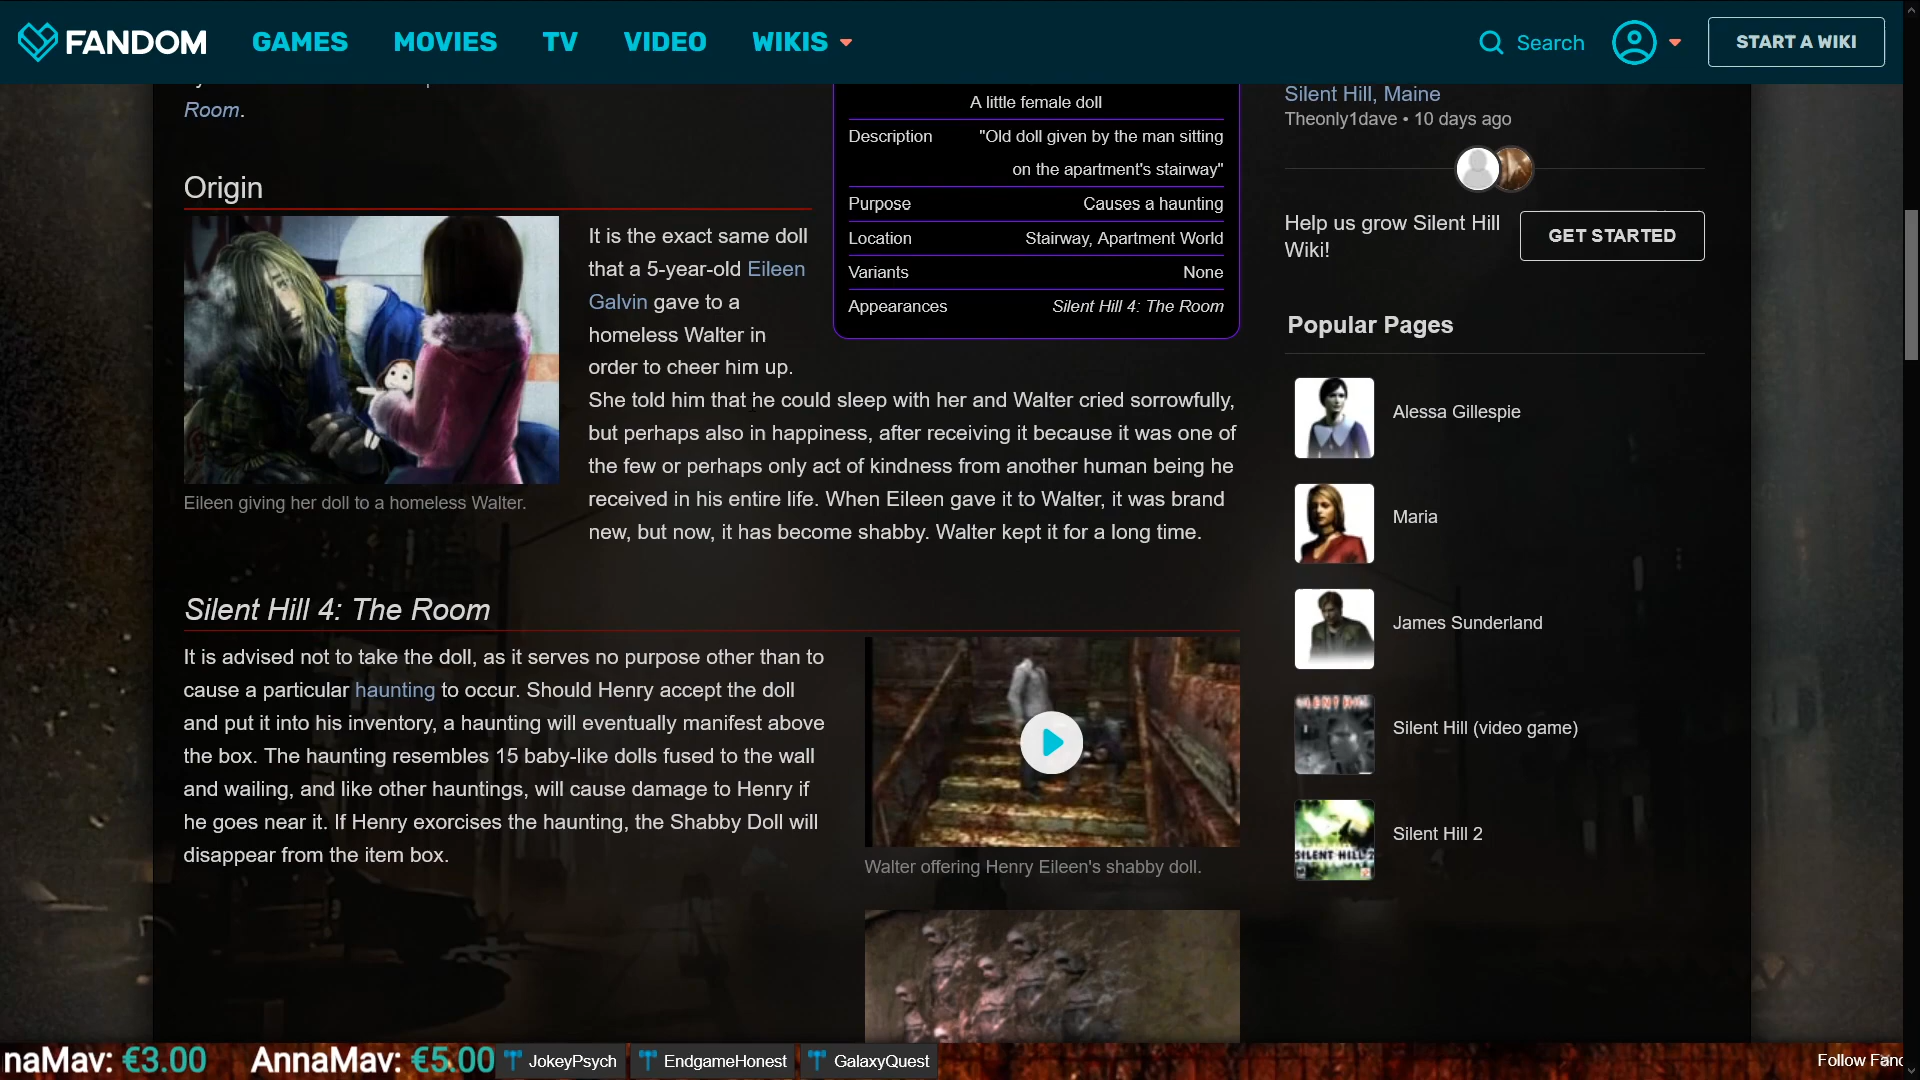 FANDOM
GAMES
MOVIES
TV
VIDEO
WIKIS
Search
START A WIKI
Room.
Origin
It is the exact same doll
that a 5-year-old Eileen
Galvin gave to a
homeless Walter in
order to cheer him up.
She told him that he could sleep with her and Walter cried sorrowfully,
but perhaps also in happiness, after receiving it because it was one of
the few or perhaps only act of kindness from another human being he
received in his entire life. When Eileen gave it to Walter, it was brand
new, but now, it has become shabby. Walter kept it for a long time.
Eileen giving her doll to a homeless Walter.
A little female doll
Description "Old doll given by the man sitting
on the apartment's stairway"
Purpose Causes a haunting
Location Stairway, Apartment World
Variants None
Appearances Silent Hill 4: The Room
Silent Hill 4: The Room
It is advised not to take the doll, as it serves no purpose other than to
cause a particular haunting to occur. Should Henry accept the doll
and put it into his inventory, a haunting will eventually manifest above
the box. The haunting resembles 15 baby-like dolls fused to the wall
and wailing, and like other hauntings, will cause damage to Henry if
he goes near it. If Henry exorcises the haunting, the Shabby Doll will
disappear from the item box.
Walter offering Henry Eileen's shabby doll.
Silent Hill, Maine
Theonly1dave • 10 days ago
Help us grow Silent Hill
Wiki!
GET STARTED
Popular Pages
Alessa Gillespie
Maria
James Sunderland
Silent Hill (video game)
SILENT HILL 2
Silent Hill 2
naMav: €3.00 AnnaMav: €5.00 JokeyPsych EndgameHonest GalaxyQuest
Follow Fand